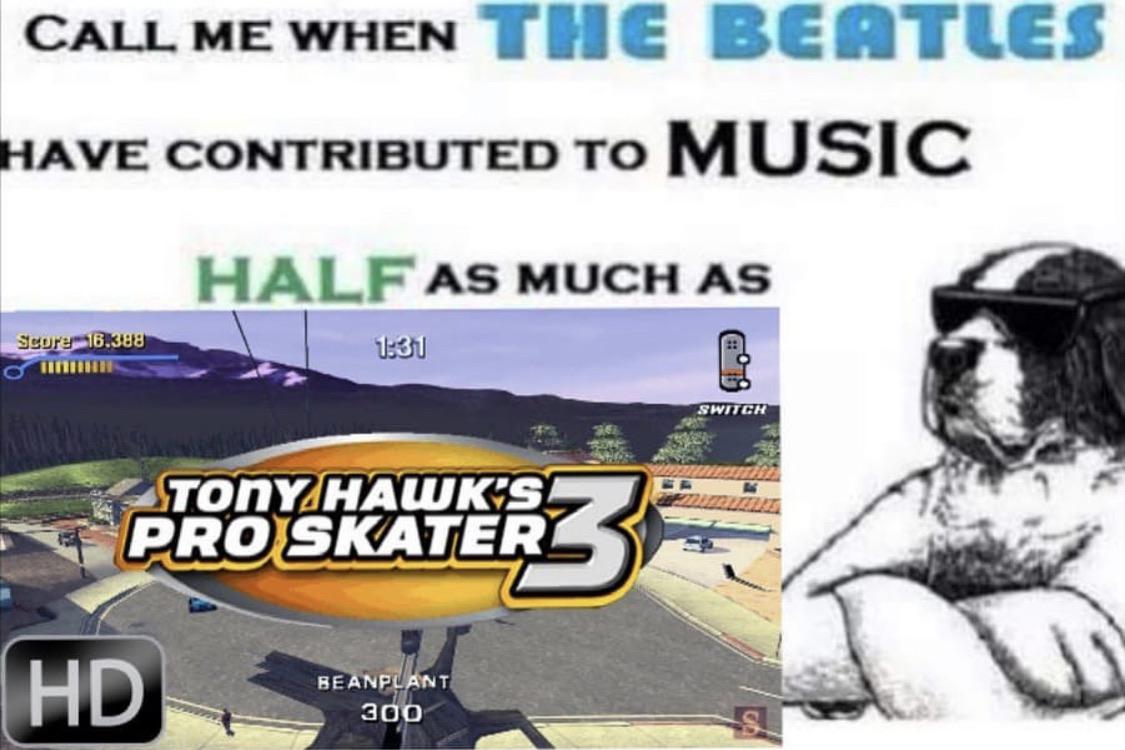 CALL ME WHEN THE BEATLES
HAVE CONTRIBUTED TO MUSIC
HALF AS MUCH AS
Score 16.388
1:31
SWITCH
TONY HAWK'S
PRO SKATER 3
BEANPLANT
300
HD
S